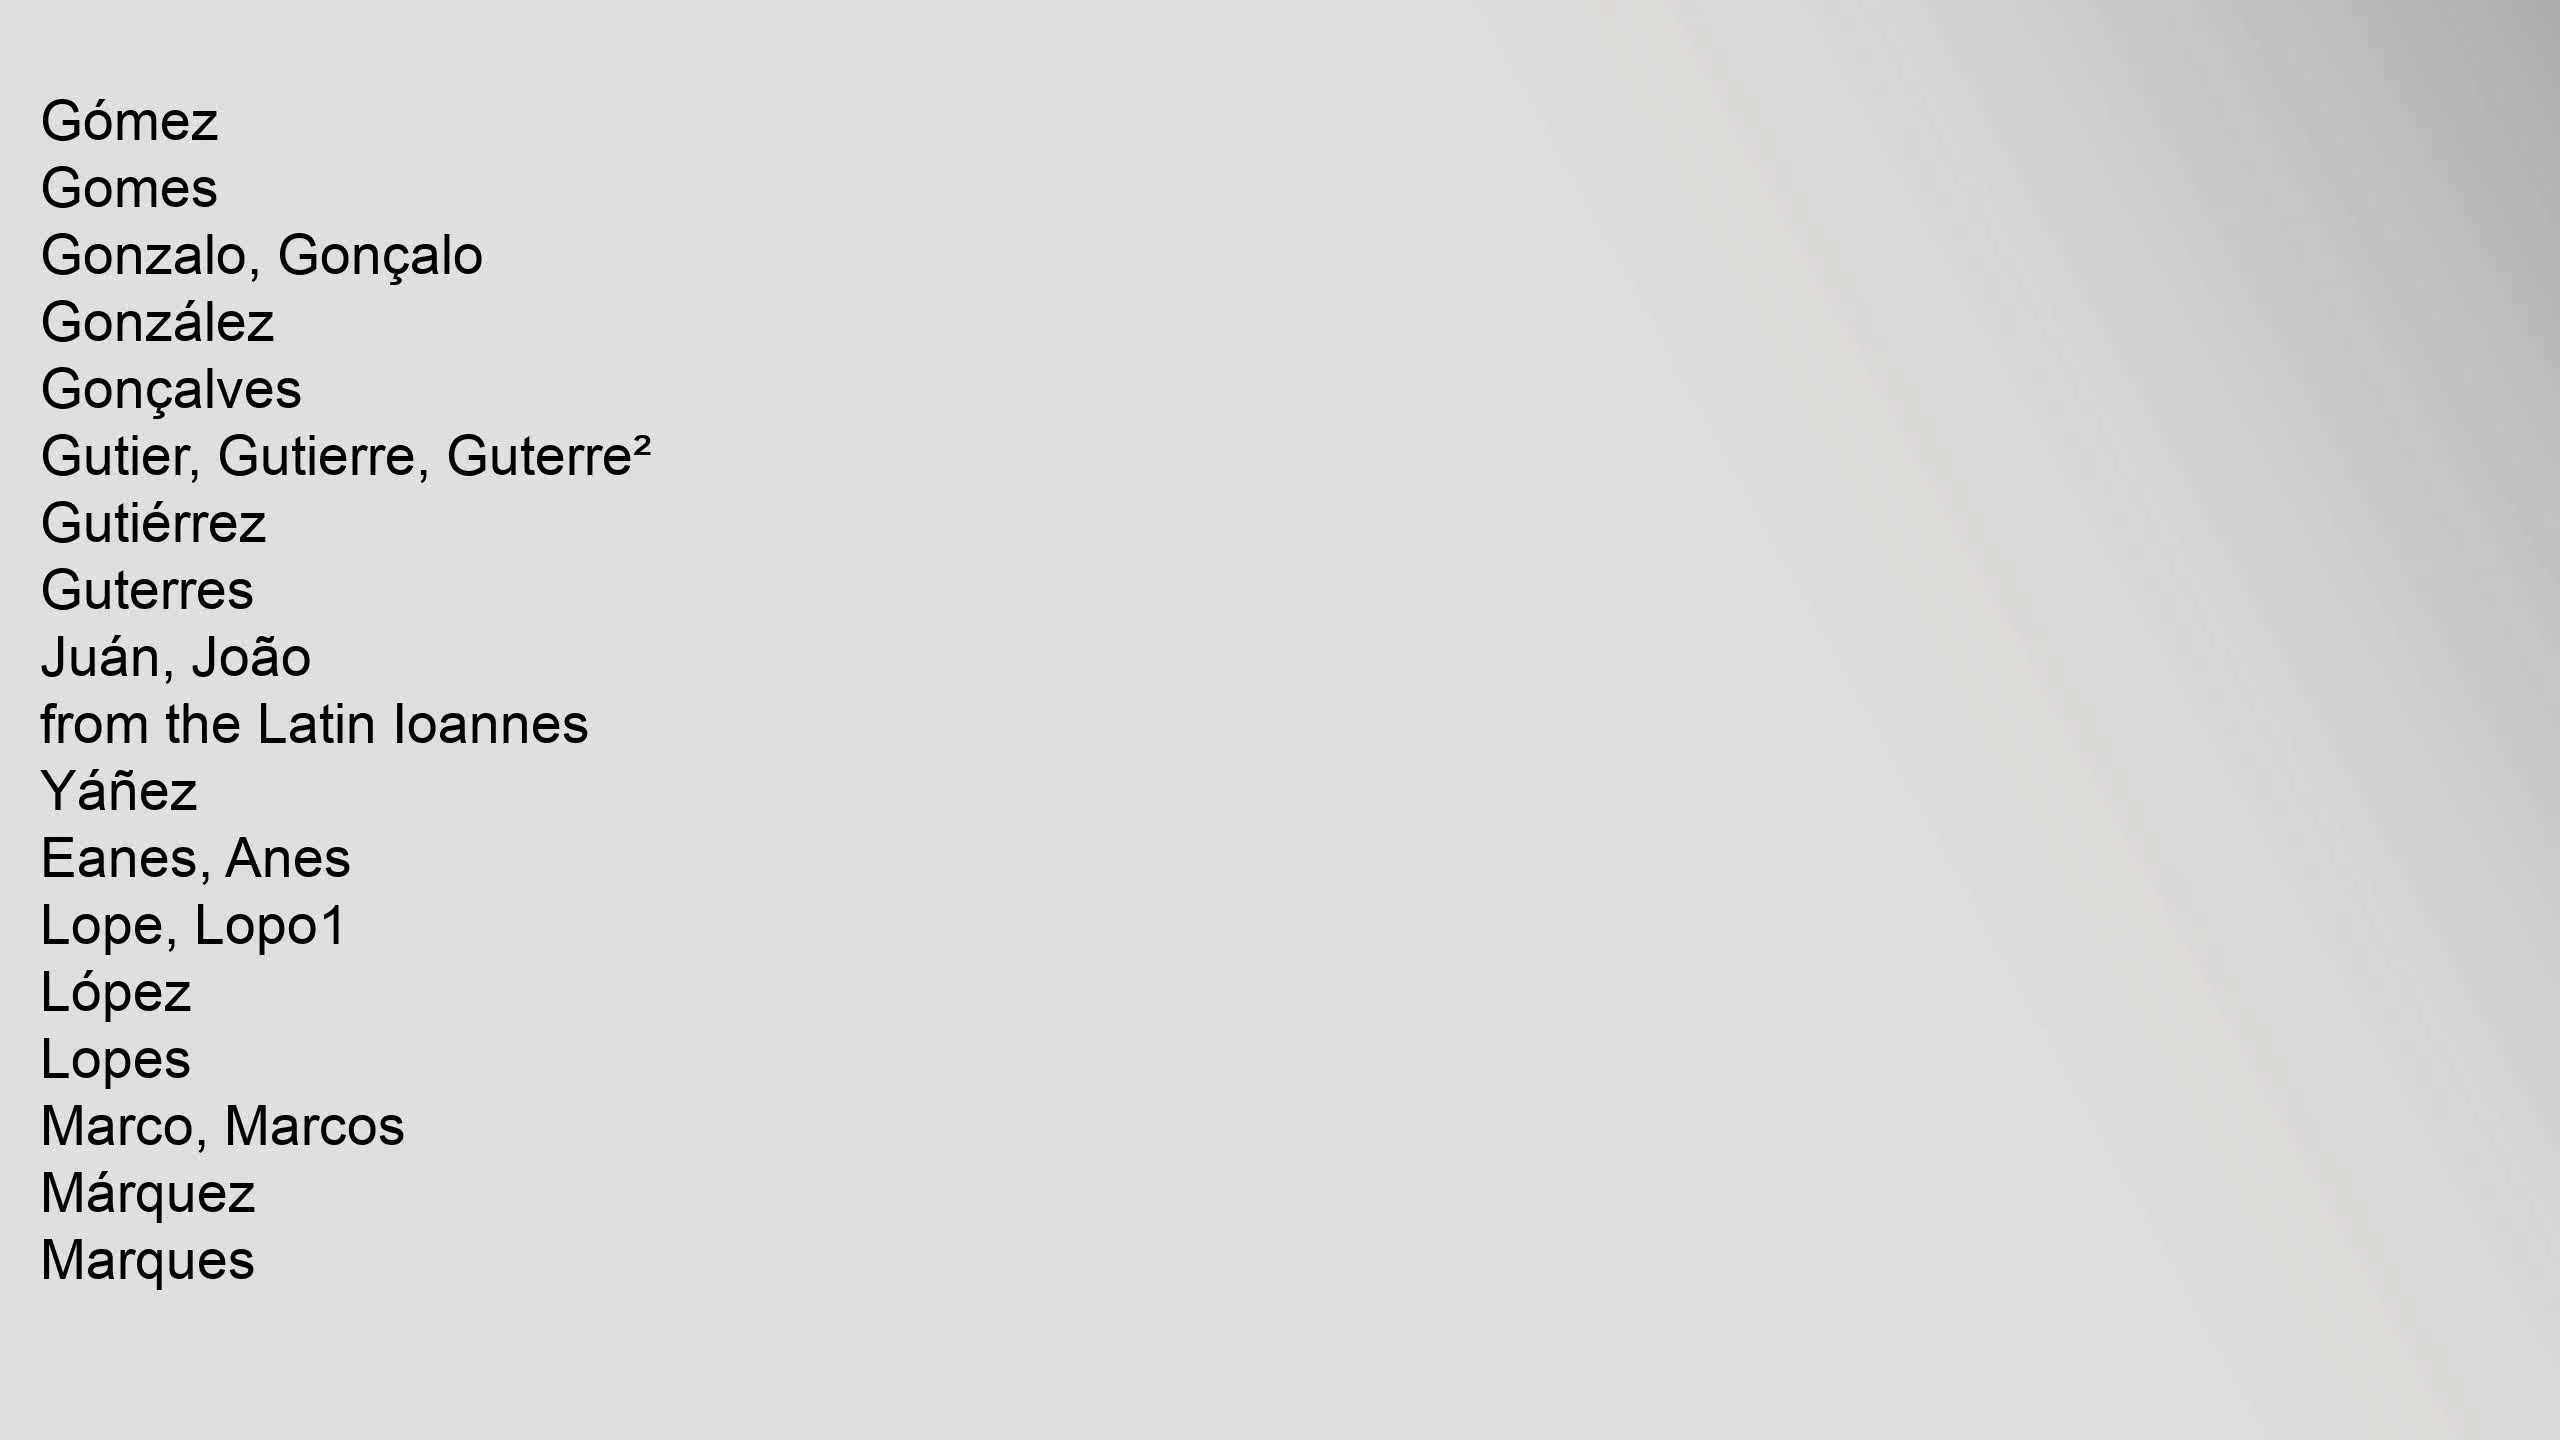 Gómez
Gomes
Gonzalo, Gonçalo
González
Gonçalves
Gutier, Gutierre, Guterre²
Gutiérrez
Guterres
Juán, João
from the Latin Ioannes
Yáñez
Eanes, Anes
Lope, Lopo1
López
Lopes
Marco, Marcos
Márquez
Marques